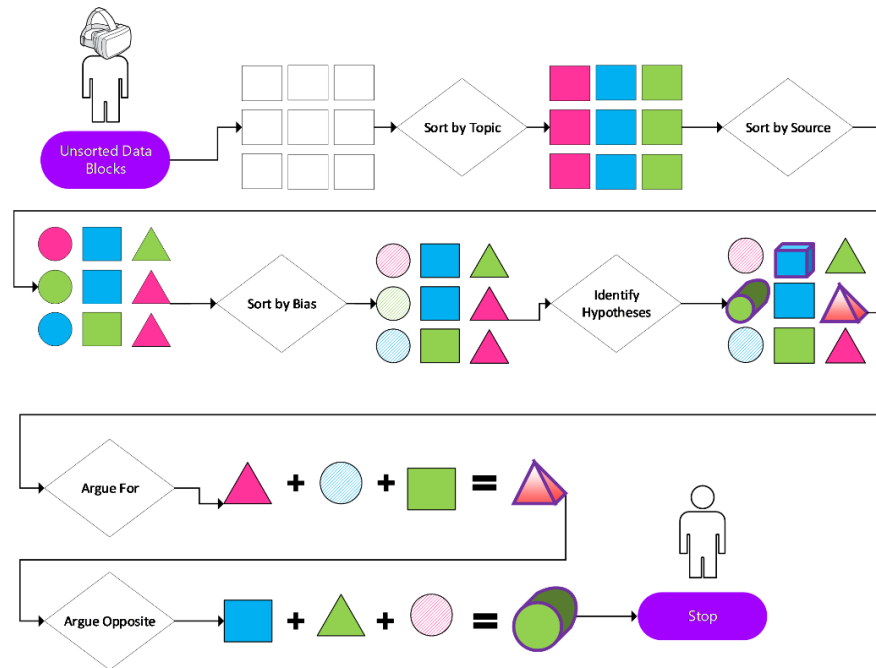 Unsorted Data
Blocks
Sort by Topic
Sort by Source
Sort by Bias
Identify
Hypotheses
Argue For
+ + =
Argue Opposite
+ + =
Stop